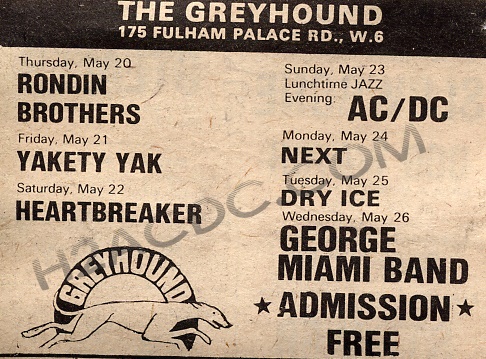 THE GREYHOUND
175 FULHAM PALACE RD., W.6
Thursday, May 20
RONDIN
BROTHERS
Friday, May 21
YAKETY YAK
Saturday, May 22
HEARTBREAKER
GREYHOUND
Sunday, May 23
Lunchtime JAZZ
Evening: AC/DC
Monday, May 24
NEXT
Tuesday, May 25
DRY ICE
Wednesday, May 26
GEORGE
MIAMI BAND
★ ADMISSION ★
FREE
H2ACDC.COM